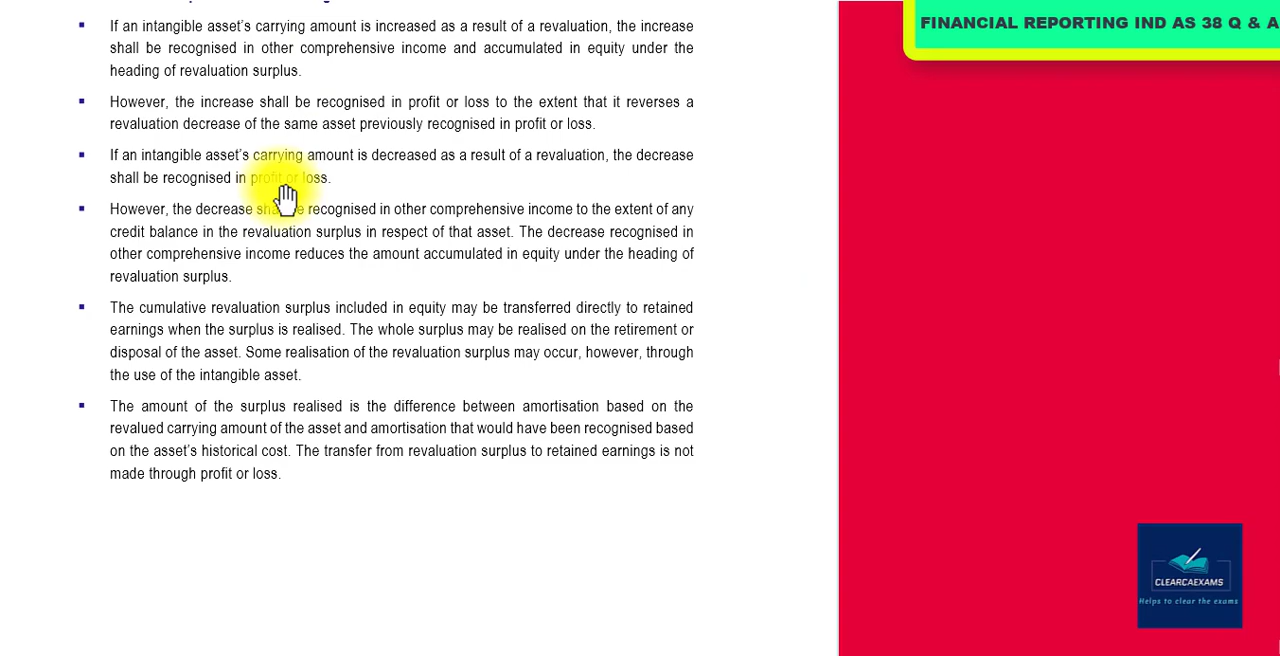 If an intangible asset's carrying amount is increased as a result of a revaluation, the increase
shall be recognised in other comprehensive income and accumulated in equity under the
heading of revaluation surplus.
However, the increase shall be recognised in profit or loss to the extent that it reverses a
revaluation decrease of the same asset previously recognised in profit or loss.
If an intangible asset's carrying amount is decreased as a result of a revaluation, the decrease
shall be recognised in profit or loss.
However, the decrease recognised in other comprehensive income to the extent of any
credit balance in the revaluation surplus in respect of that asset. The decrease recognised in
other comprehensive income reduces the amount accumulated in equity under the heading of
revaluation surplus.
The cumulative revaluation surplus included in equity may be transferred directly to retained
earnings when the surplus is realised. The whole surplus may be realised on the retirement or
disposal of the asset. Some realisation of the revaluation surplus may occur, however, through
the use of the intangible asset.
The amount of the surplus realised is the difference between amortisation based on the
revalued carrying amount of the asset and amortisation that would have been recognised based
on the asset's historical cost. The transfer from revaluation surplus to retained earnings is not
made through profit or loss.
FINANCIAL REPORTING IND AS 38 Q & A
CLEARCAEXAMS
Helps to clear the exams